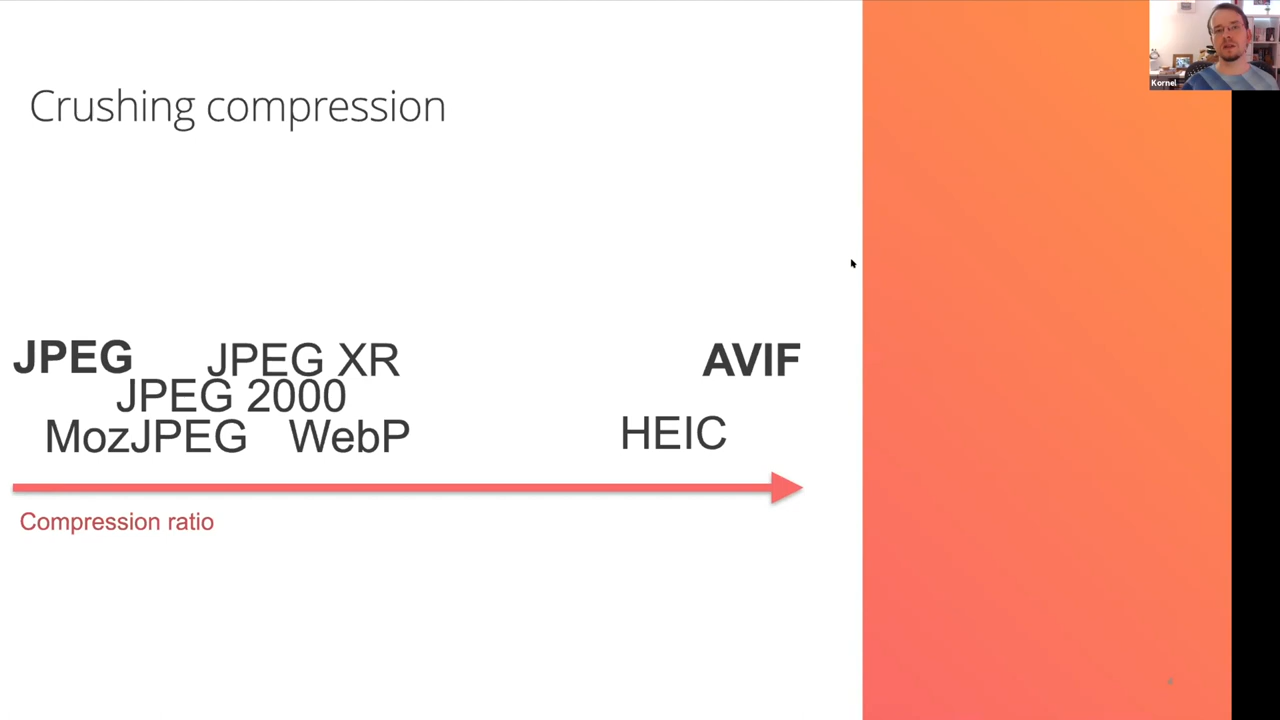 Kornel
Crushing compression
JPEG
JPEG XR
AVIF
JPEG 2000
MozJPEG
WebP
HEIC
Compression ratio